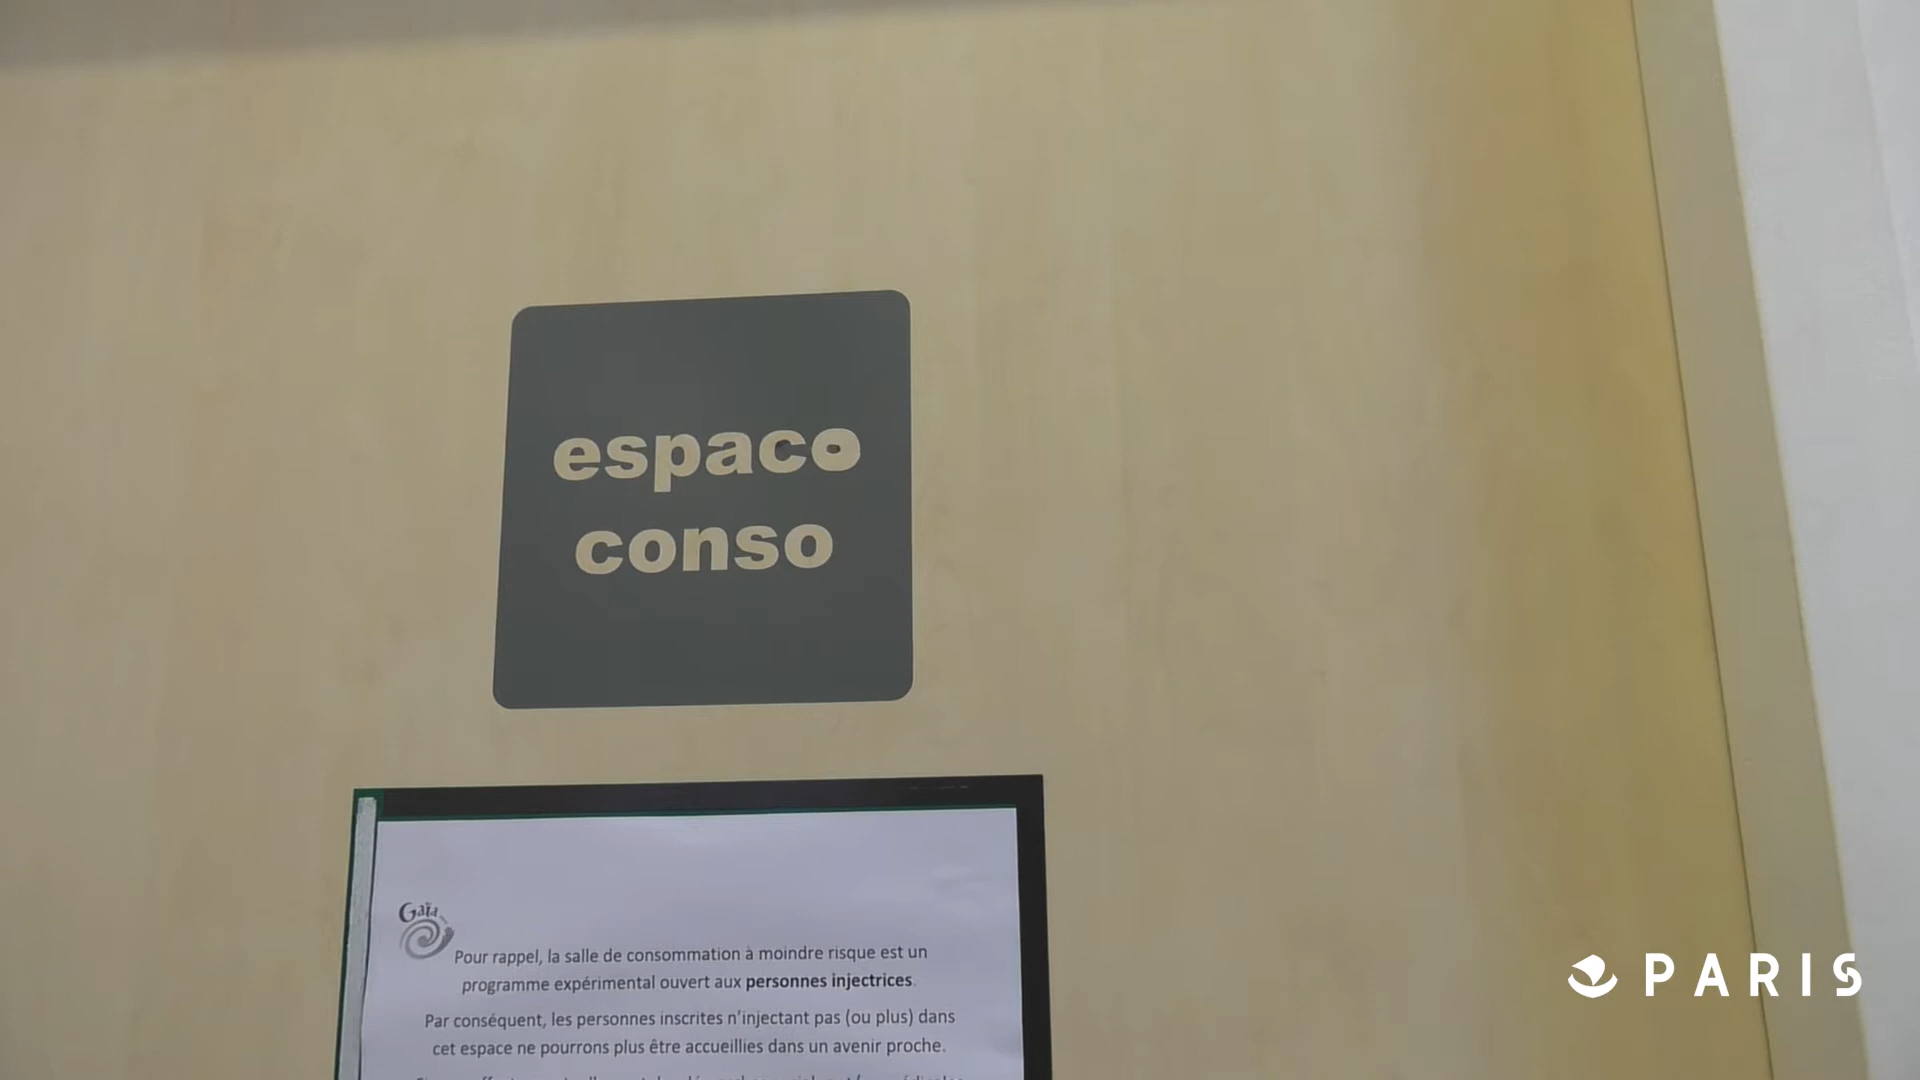 espaco
conso
Gaïa
Pour rappel, la salle de consommation à moindre risque est un
programme expérimental ouvert aux personnes injectrices.
Par conséquent, les personnes inscrites n'injectant pas (ou plus) dans
cet espace ne pourrons plus être accueillies dans un avenir proche.
PARIS